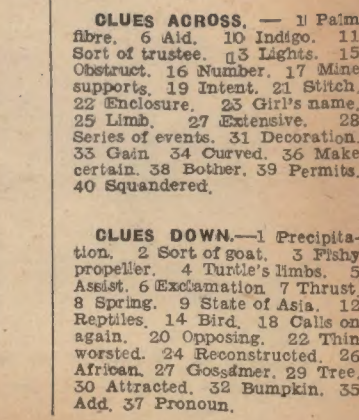 CLUES ACROSS. — 1 Palm
fibre. 6 Aid. 10 Indigo. 11
Sort of trustee. 13 Lights. 15
Obstruct. 16 Number. 17 Mine
supports. 19 Intent. 21 Stitch.
22 Enclosure. 23 Girl's name.
25 Limb. 27 Extensive. 28
Series of events. 31 Decoration.
33 Gain 34 Curved. 36 Make
certain. 38 Bother. 39 Permits.
40 Squandered.
CLUES DOWN.—1 Precipita-
tion. 2 Sort of goat. 3 Fishy
propeller. 4 Turtle's limbs. 5
Assist. 6 Exclamation 7 Thrust
8 Spring. 9 State of Asia. 12
Reptiles. 14 Bird. 18 Calls on
again. 20 Opposing. 22 Thin
worsted. 24 Reconstructed. 26
African. 27 Gossamer. 29 Tree.
30 Attracted. 32 Bumpkin. 35
Add. 37 Pronoun.